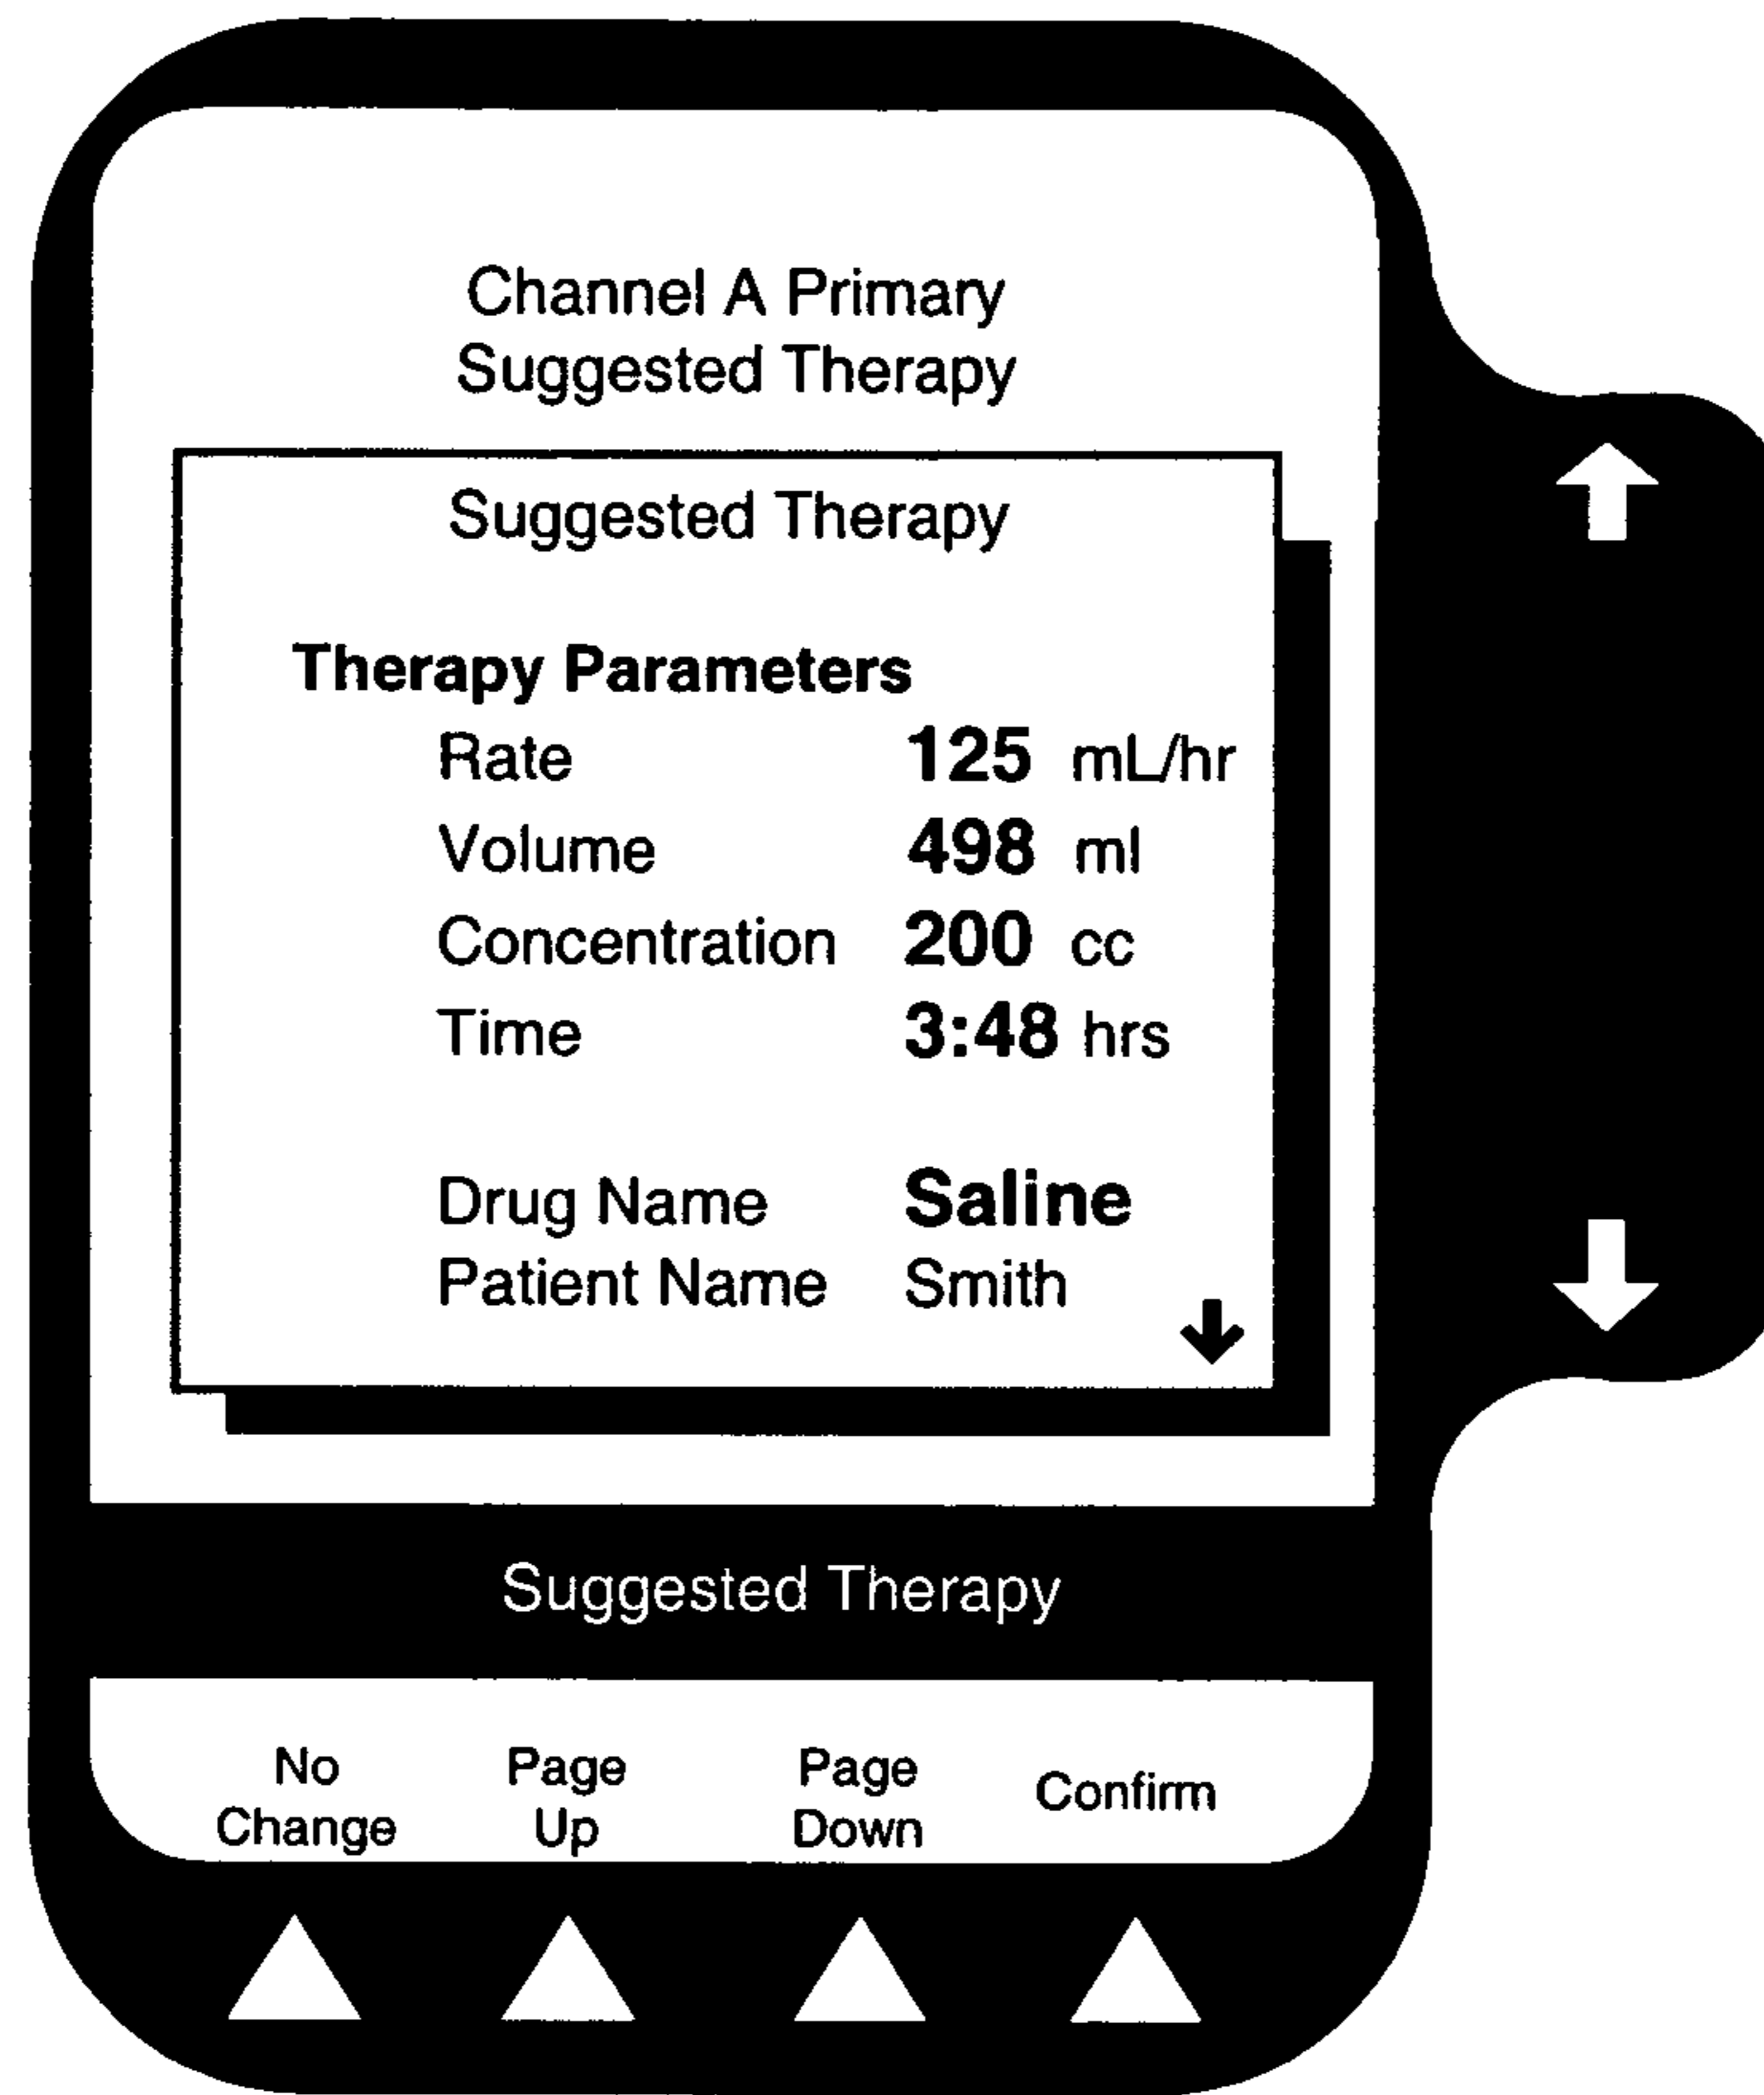 Channel A Primary
Suggested Therapy
Suggested Therapy
Therapy Parameters
Rate 125 mL/hr
Volume 498 ml
Concentration 200 cc
Time 3:48 hrs
Drug Name Saline
Patient Name Smith
Suggested Therapy
No Change
Page Up
Page Down
Confirm